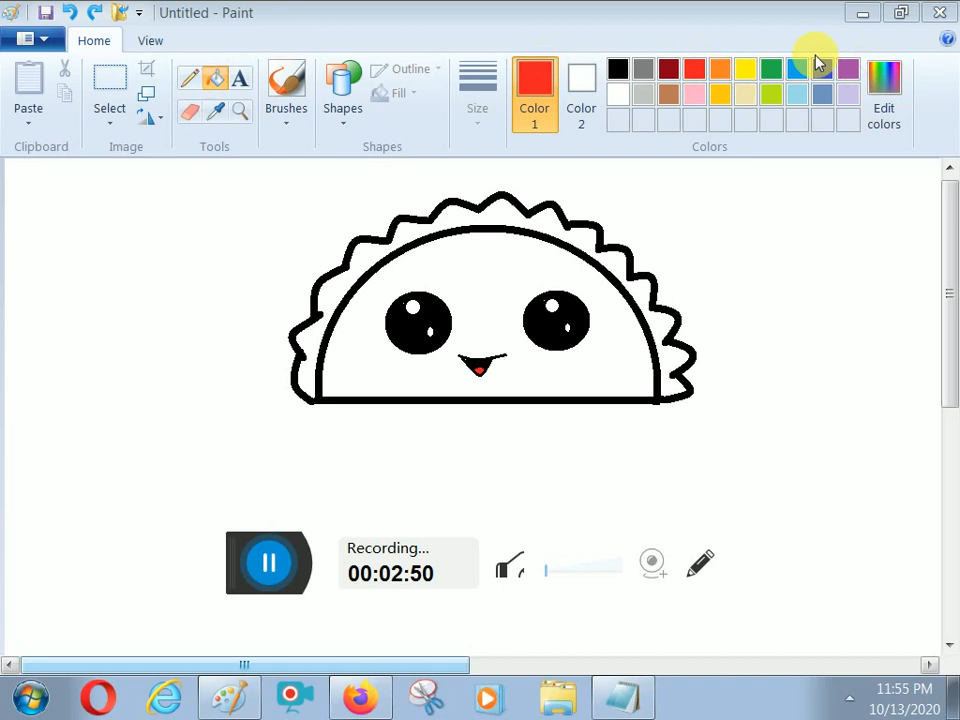 Untitled - Paint
Home
View
Paste
Select
A
Brushes
Shapes
Outline
Fill
Size
Color 1
Color 2
Edit colors
Clipboard
Image
Tools
Shapes
Colors
Recording...
00:02:50
11:55 PM
10/13/2020